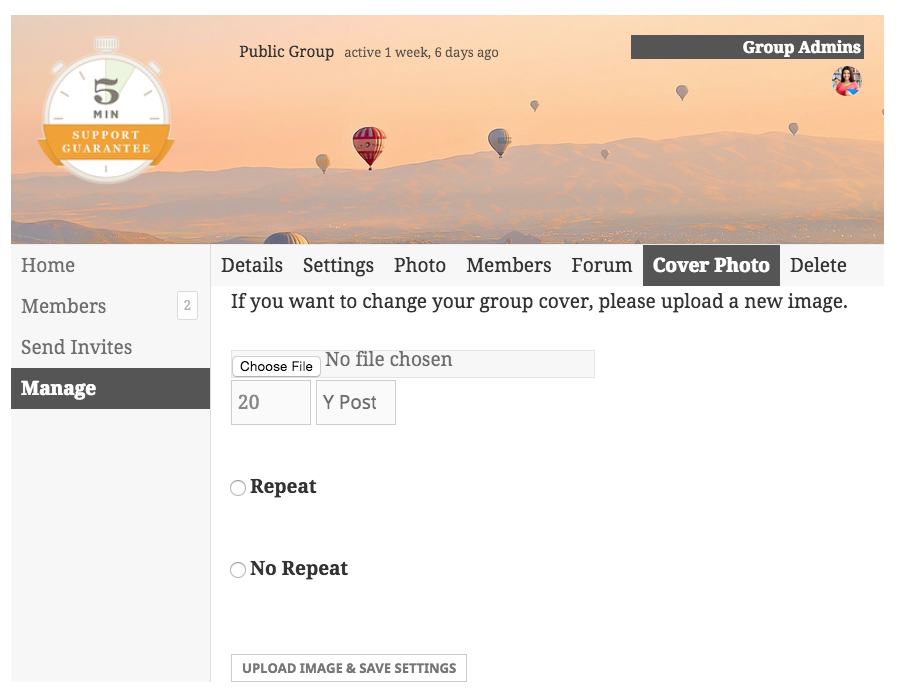 5
MIN
SUPPORT
GUARANTEE
Public Group active 1 week, 6 days ago
Group Admins
Home
Members 2
Send Invites
Manage
Details Settings Photo Members Forum Cover Photo Delete
If you want to change your group cover, please upload a new image.
Choose File No file chosen
20 Y Post
Repeat
No Repeat
UPLOAD IMAGE & SAVE SETTINGS